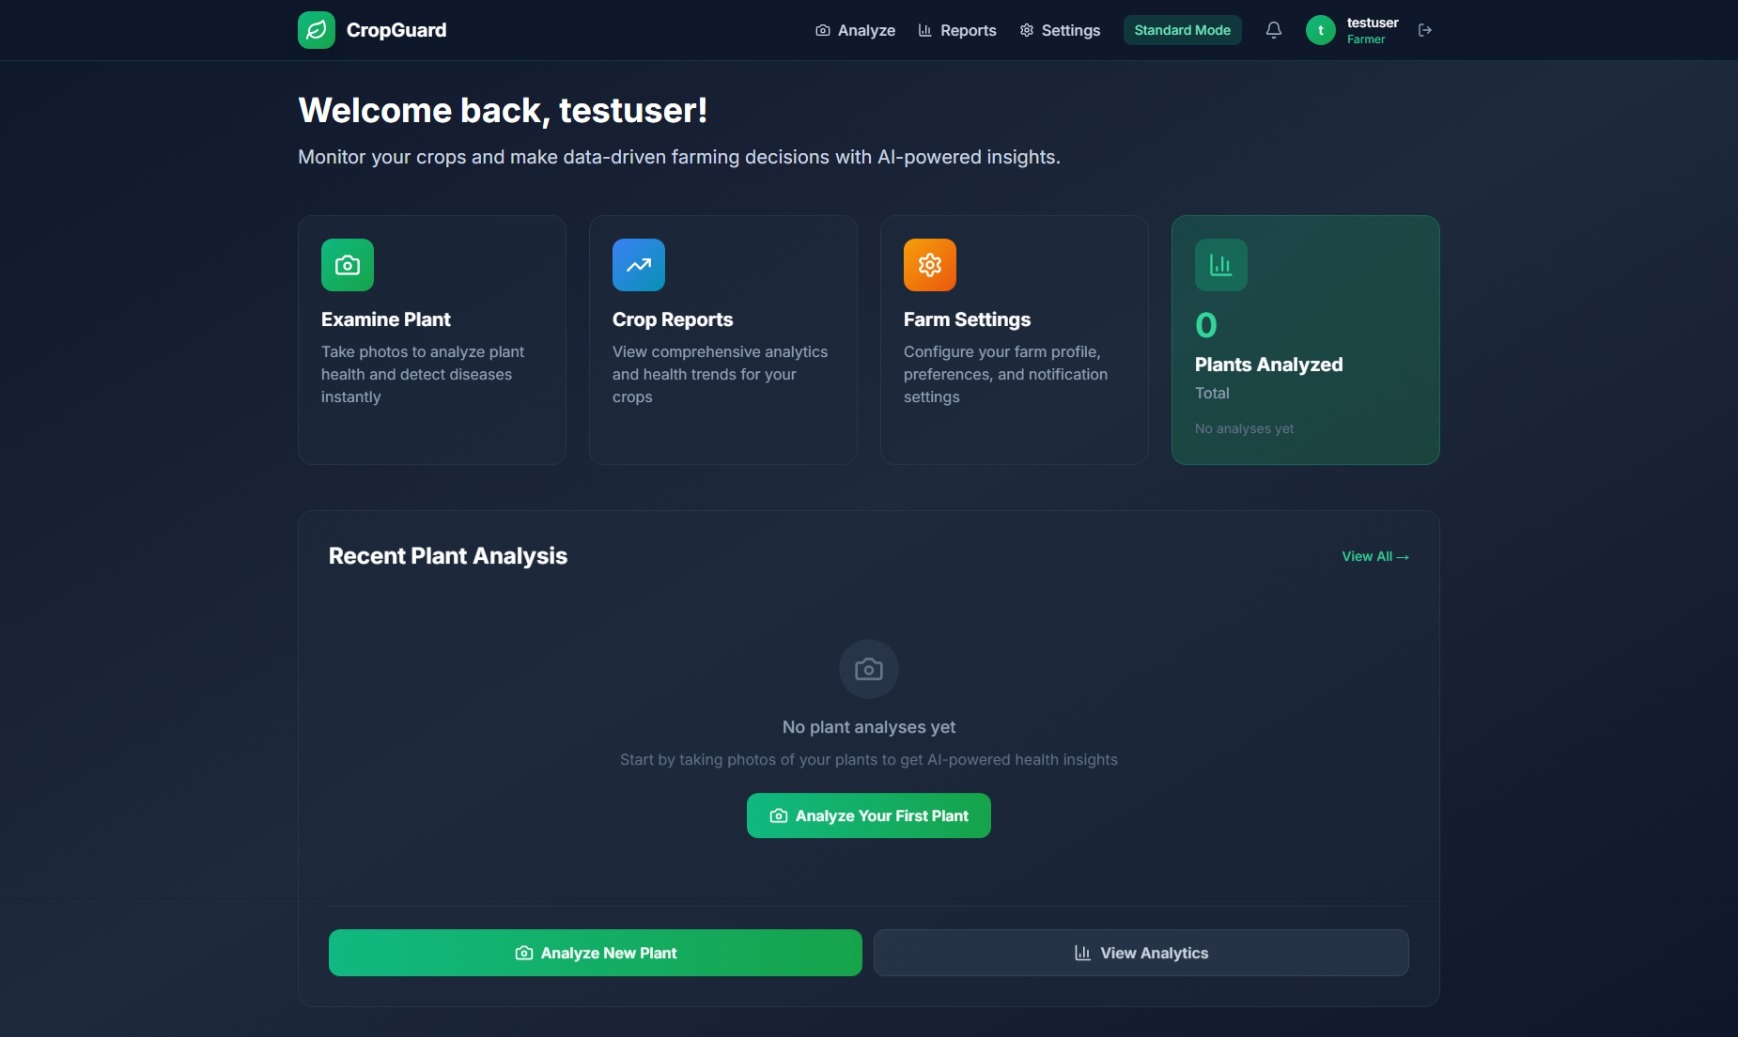 CropGuard
Analyze
Reports
Settings
Standard Mode
t
testuser
Farmer
Welcome back, testuser!
Monitor your crops and make data-driven farming decisions with AI-powered insights.
Examine Plant
Take photos to analyze plant
health and detect diseases
instantly
Crop Reports
View comprehensive analytics
and health trends for your
crops
Farm Settings
Configure your farm profile,
preferences, and notification
settings
0
Plants Analyzed
Total
No analyses yet
Recent Plant Analysis
View All →
No plant analyses yet
Start by taking photos of your plants to get AI-powered health insights
Analyze Your First Plant
Analyze New Plant
View Analytics